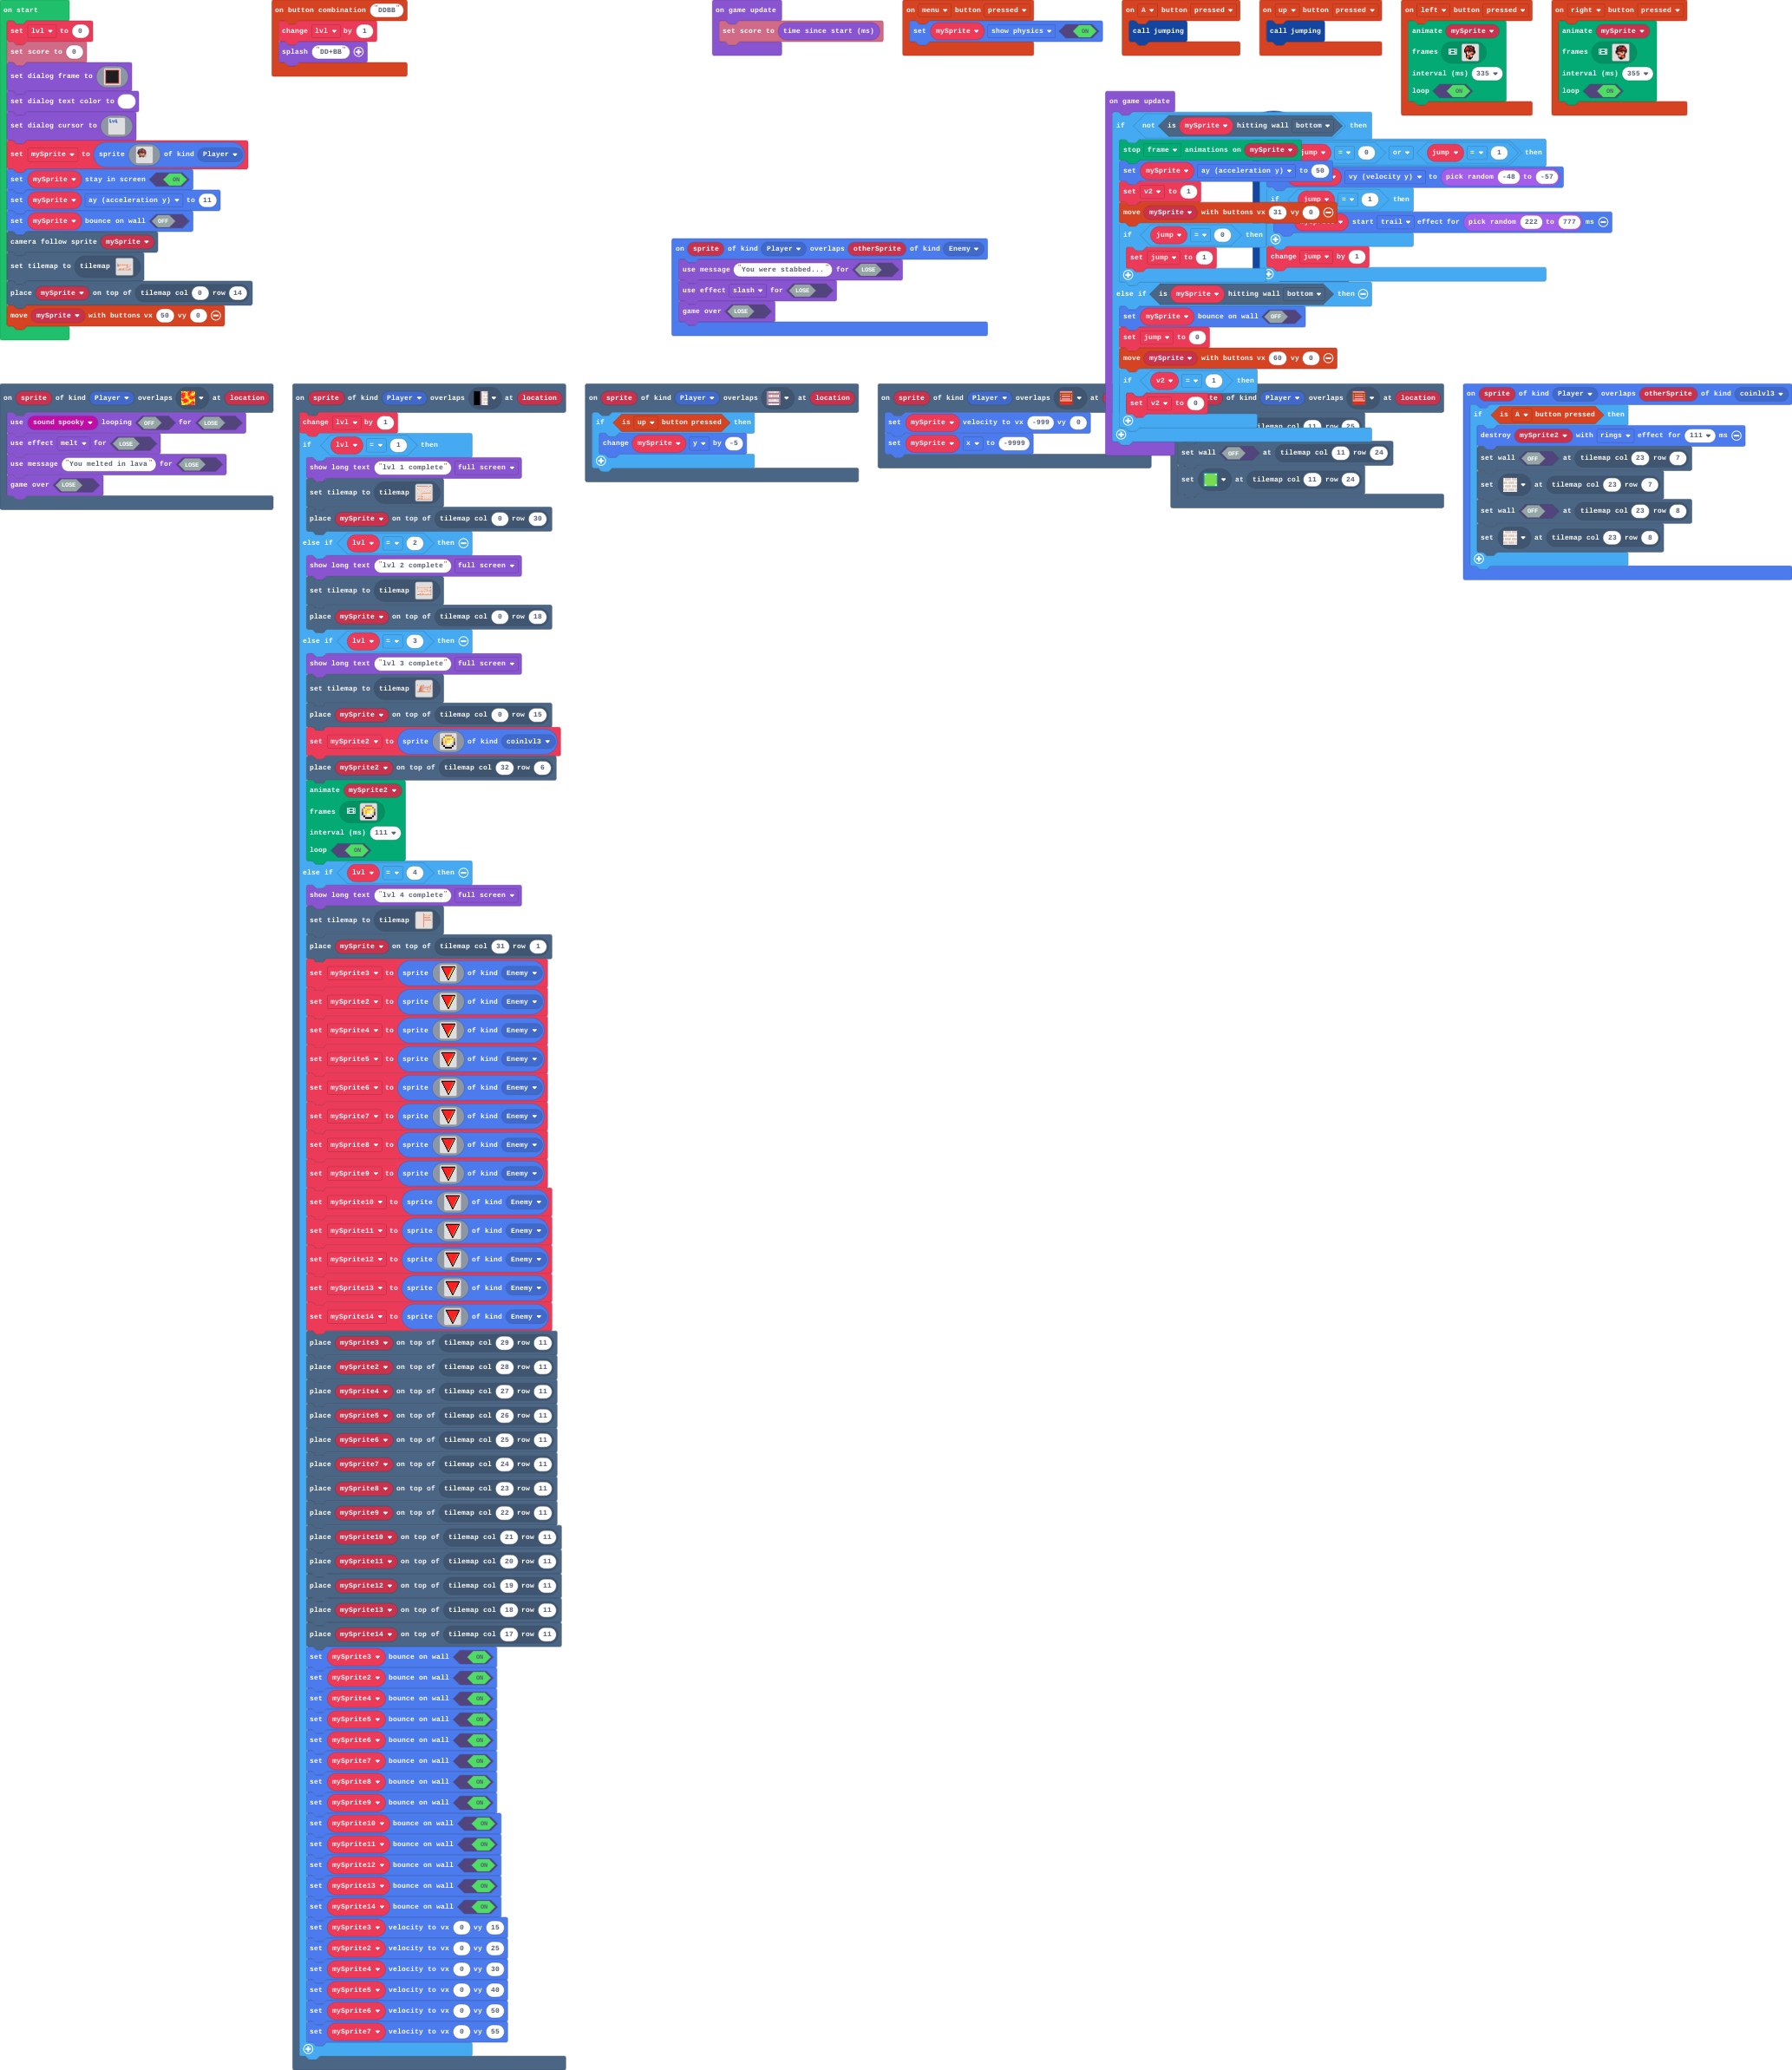 on start
set lvl to 0
set score to 0
set dialog frame to
set dialog text color to
set dialog cursor to
set mySprite to sprite of kind Player
set mySprite stay in screen ON
set mySprite ay (acceleration y) to 11
set mySprite bounce on wall OFF
camera follow sprite mySprite
set tilemap to tilemap
place mySprite on top of tilemap col 0 row 14
move mySprite with buttons vx 50 vy 0
on button combination "DDBB"
change lvl by 1
splash "DD+BB"
on game update
set score to time since start (ms)
on menu button pressed
set mySprite show physics ON
on A button pressed
call jumping
on up button pressed
call jumping
on left button pressed
animate mySprite
frames
interval (ms) 335
loop ON
on right button pressed
animate mySprite
frames
interval (ms) 355
loop ON
on game update
if not is mySprite hitting wall bottom then
stop frame animations on mySprite
set mySprite ay (acceleration y) to 50
set v2 to 1
move mySprite with buttons vx 31 vy 0
if jump = 0 then
set jump to 1
else if is mySprite hitting wall bottom then
set mySprite bounce on wall OFF
set jump to 0
move mySprite with buttons vx 60 vy 0
if v2 = 1 then
set v2 to 0
jump = 0 or jump = 1 then
vy (velocity y) to pick random -48 to -57
if jump = 1 then
start trail effect for pick random 222 to 777 ms
change jump by 1
on sprite of kind Player overlaps otherSprite of kind Enemy
use message "You were stabbed..." for LOSE
use effect slash for LOSE
game over LOSE
on sprite of kind Player overlaps at location
use sound spooky looping OFF for LOSE
use effect melt for LOSE
use message "You melted in lava" for LOSE
game over LOSE
on sprite of kind Player overlaps at location
change lvl by 1
if lvl = 1 then
show long text "lvl 1 complete" full screen
set tilemap to tilemap
place mySprite on top of tilemap col 0 row 30
else if lvl = 2 then
show long text "lvl 2 complete" full screen
set tilemap to tilemap
place mySprite on top of tilemap col 0 row 18
else if lvl = 3 then
show long text "lvl 3 complete" full screen
set tilemap to tilemap
place mySprite on top of tilemap col 0 row 15
set mySprite2 to sprite of kind coinlvl3
place mySprite2 on top of tilemap col 32 row 6
animate mySprite2
frames
interval (ms) 111
loop ON
else if lvl = 4 then
show long text "lvl 4 complete" full screen
set tilemap to tilemap
place mySprite on top of tilemap col 31 row 1
set mySprite3 to sprite of kind Enemy
set mySprite2 to sprite of kind Enemy
set mySprite4 to sprite of kind Enemy
set mySprite5 to sprite of kind Enemy
set mySprite6 to sprite of kind Enemy
set mySprite7 to sprite of kind Enemy
set mySprite8 to sprite of kind Enemy
set mySprite9 to sprite of kind Enemy
set mySprite10 to sprite of kind Enemy
set mySprite11 to sprite of kind Enemy
set mySprite12 to sprite of kind Enemy
set mySprite13 to sprite of kind Enemy
set mySprite14 to sprite of kind Enemy
place mySprite3 on top of tilemap col 29 row 11
place mySprite2 on top of tilemap col 28 row 11
place mySprite4 on top of tilemap col 27 row 11
place mySprite5 on top of tilemap col 26 row 11
place mySprite6 on top of tilemap col 25 row 11
place mySprite7 on top of tilemap col 24 row 11
place mySprite8 on top of tilemap col 23 row 11
place mySprite9 on top of tilemap col 22 row 11
place mySprite10 on top of tilemap col 21 row 11
place mySprite11 on top of tilemap col 20 row 11
place mySprite12 on top of tilemap col 19 row 11
place mySprite13 on top of tilemap col 18 row 11
place mySprite14 on top of tilemap col 17 row 11
set mySprite3 bounce on wall ON
set mySprite2 bounce on wall ON
set mySprite4 bounce on wall ON
set mySprite5 bounce on wall ON
set mySprite6 bounce on wall ON
set mySprite7 bounce on wall ON
set mySprite8 bounce on wall ON
set mySprite9 bounce on wall ON
set mySprite10 bounce on wall ON
set mySprite11 bounce on wall ON
set mySprite12 bounce on wall ON
set mySprite13 bounce on wall ON
set mySprite14 bounce on wall ON
set mySprite3 velocity to vx 0 vy 15
set mySprite2 velocity to vx 0 vy 25
set mySprite4 velocity to vx 0 vy 30
set mySprite5 velocity to vx 0 vy 40
set mySprite6 velocity to vx 0 vy 50
set mySprite7 velocity to vx 0 vy 55
on sprite of kind Player overlaps at location
if is up button pressed then
change mySprite y by -5
on sprite of kind Player overlaps at
set mySprite velocity to vx -999 vy 0
set mySprite x to -9999
of kind Player overlaps at location
set wall OFF at tilemap col 11 row 24
set at tilemap col 11 row 24
on sprite of kind Player overlaps otherSprite of kind coinlvl3
if is A button pressed then
destroy mySprite2 with rings effect for 111 ms
set wall OFF at tilemap col 23 row 7
set at tilemap col 23 row 7
set wall OFF at tilemap col 23 row 8
set at tilemap col 23 row 8